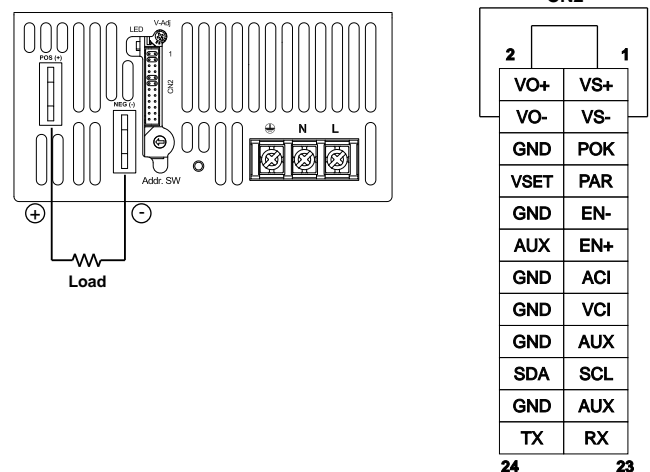 V-Adj
LED
1
POS (+)
CN2
NEG (-)
N L
Addr. SW
+ -
Load
2 1
VO+ VS+
VO- VS-
GND POK
VSET PAR
GND EN-
AUX EN+
GND ACI
GND VCI
GND AUX
SDA SCL
GND AUX
TX RX
24 23